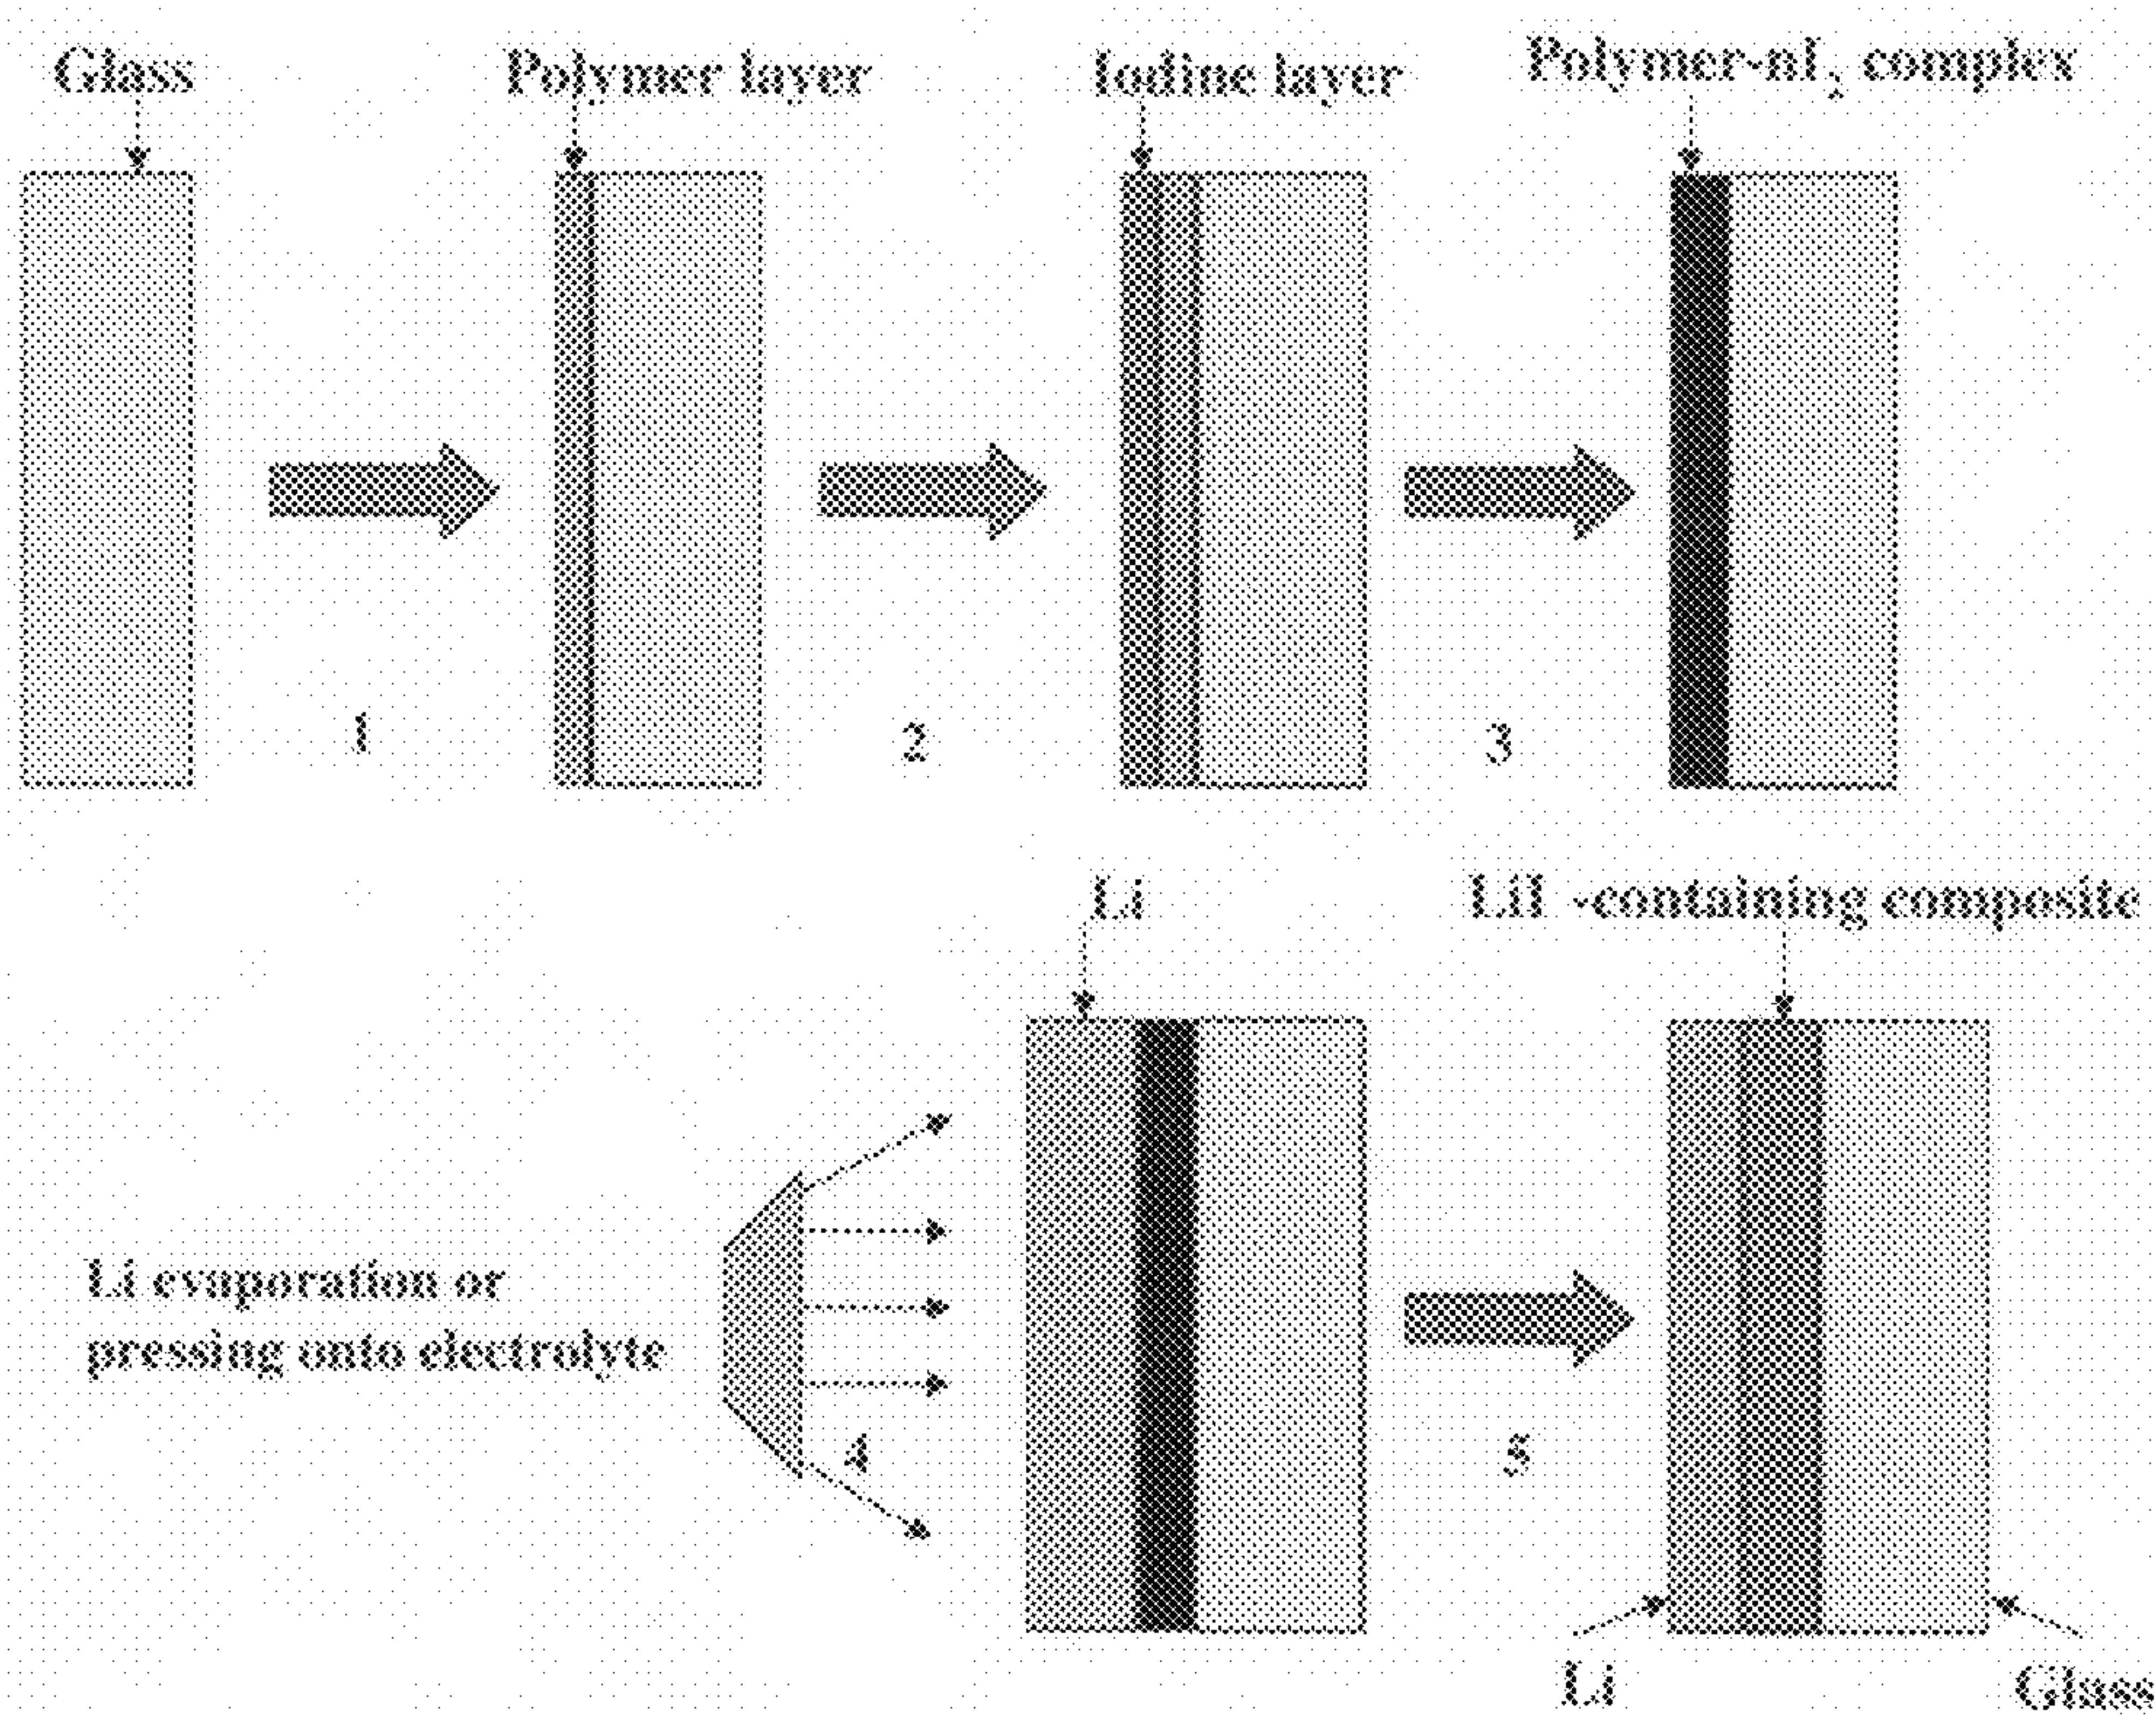 Glass
Polymer layer
Iodine layer
Polymer-nI₂ complex
1
2
3
Li
LiI -containing composite
Li evaporation or
pressing onto electrolyte
4
5
Li
Glass